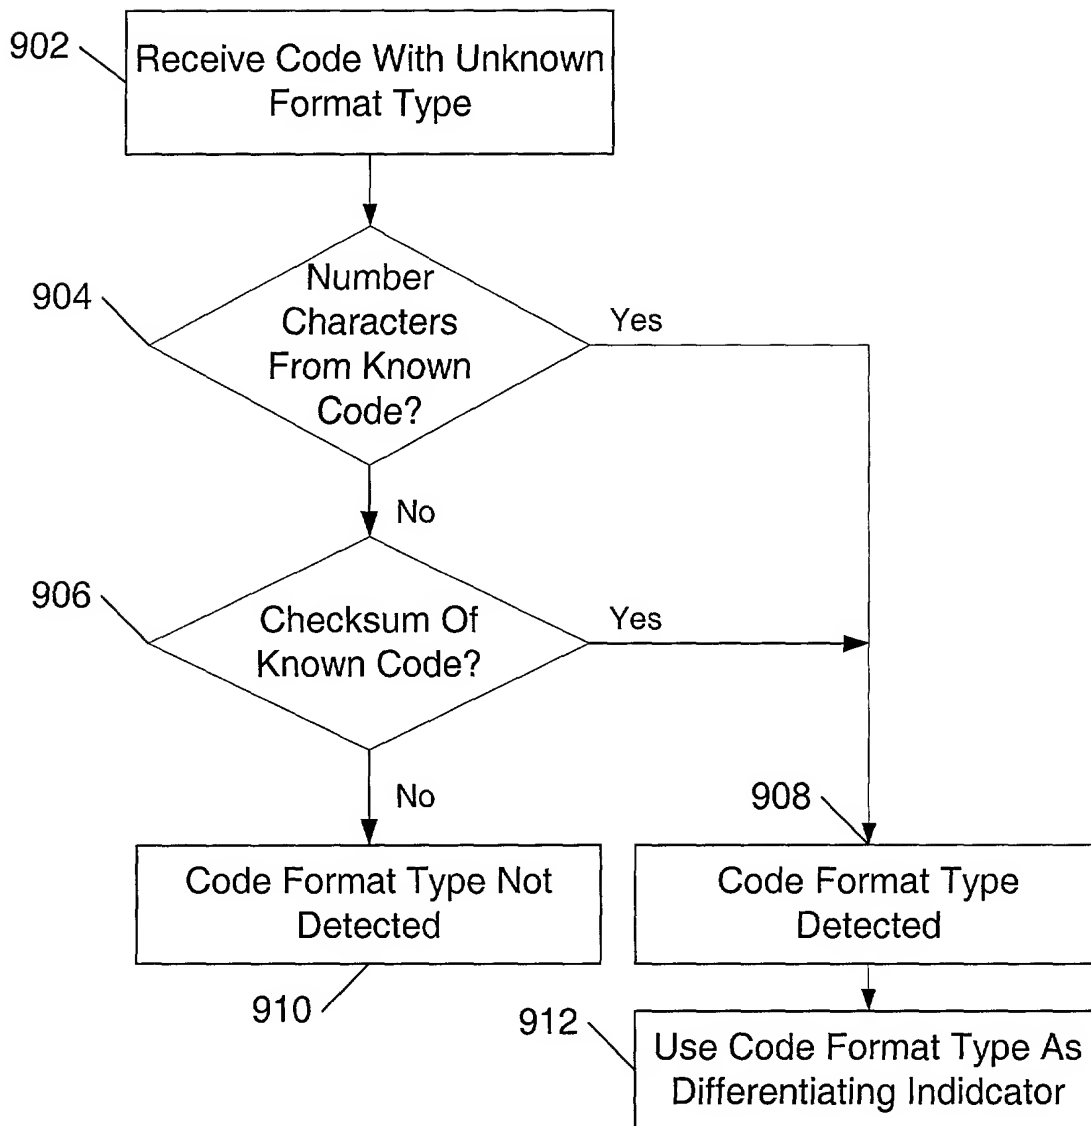 902
Receive Code With Unknown
Format Type
904
Number
Characters
From Known
Code?
Yes
No
906
Checksum Of
Known Code?
Yes
No
908
Code Format Type Not
Detected
Code Format Type
Detected
910
912
Use Code Format Type As
Differentiating Indidcator